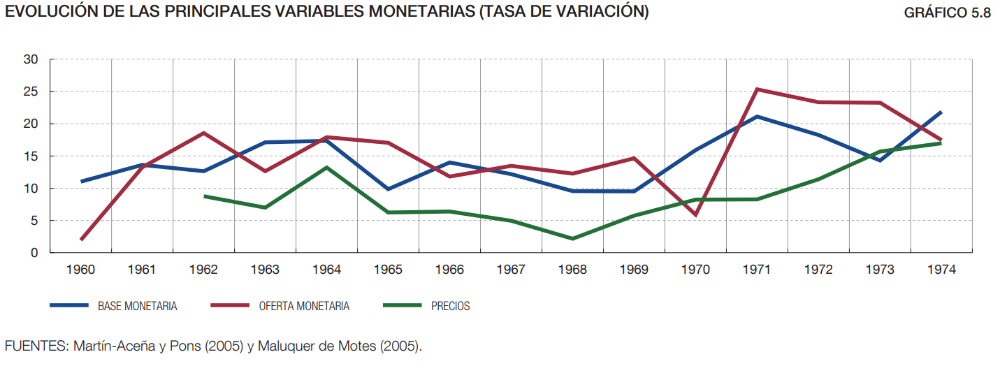 EVOLUCIÓN DE LAS PRINCIPALES VARIABLES MONETARIAS (TASA DE VARIACIÓN)
GRÁFICO 5.8
30
25
20
15
10
5
0
1960 1961 1962 1963 1964 1965 1966 1967 1968 1969 1970 1971 1972 1973 1974
BASE MONETARIA OFERTA MONETARIA PRECIOS
FUENTES: Martín-Aceña y Pons (2005) y Maluquer de Motes (2005).